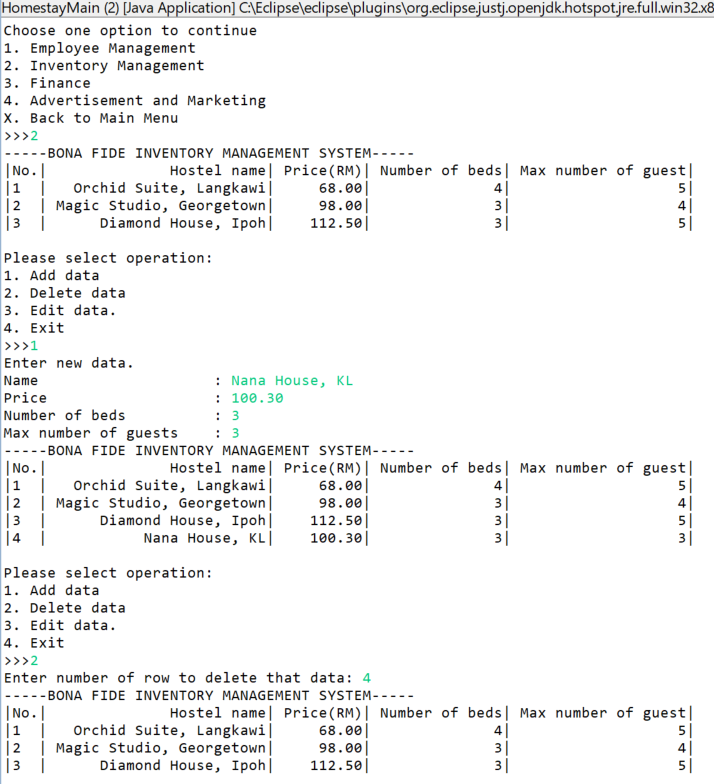 HomestayMain (2) [Java Application] C:\Eclipse\eclipse\plugins\org.eclipse.justj.openjdk.hotspot.jre.full.win32.x8
Choose one option to continue
1. Employee Management
2. Inventory Management
3. Finance
4. Advertisement and Marketing
X. Back to Main Menu
>>>2
-----BONA FIDE INVENTORY MANAGEMENT SYSTEM-----
|No.|              Hostel name| Price(RM)| Number of beds| Max number of guest|
|1  |   Orchid Suite, Langkawi|     68.00|              4|                   5|
|2  | Magic Studio, Georgetown|     98.00|              3|                   4|
|3  |      Diamond House, Ipoh|    112.50|              3|                   5|
Please select operation:
1. Add data
2. Delete data
3. Edit data.
4. Exit
>>>1
Enter new data.
Name                    : Nana House, KL
Price                   : 100.30
Number of beds          : 3
Max number of guests    : 3
-----BONA FIDE INVENTORY MANAGEMENT SYSTEM-----
|No.|              Hostel name| Price(RM)| Number of beds| Max number of guest|
|1  |   Orchid Suite, Langkawi|     68.00|              4|                   5|
|2  | Magic Studio, Georgetown|     98.00|              3|                   4|
|3  |      Diamond House, Ipoh|    112.50|              3|                   5|
|4  |           Nana House, KL|    100.30|              3|                   3|
Please select operation:
1. Add data
2. Delete data
3. Edit data.
4. Exit
>>>2
Enter number of row to delete that data: 4
-----BONA FIDE INVENTORY MANAGEMENT SYSTEM-----
|No.|              Hostel name| Price(RM)| Number of beds| Max number of guest|
|1  |   Orchid Suite, Langkawi|     68.00|              4|                   5|
|2  | Magic Studio, Georgetown|     98.00|              3|                   4|
|3  |      Diamond House, Ipoh|    112.50|              3|                   5|